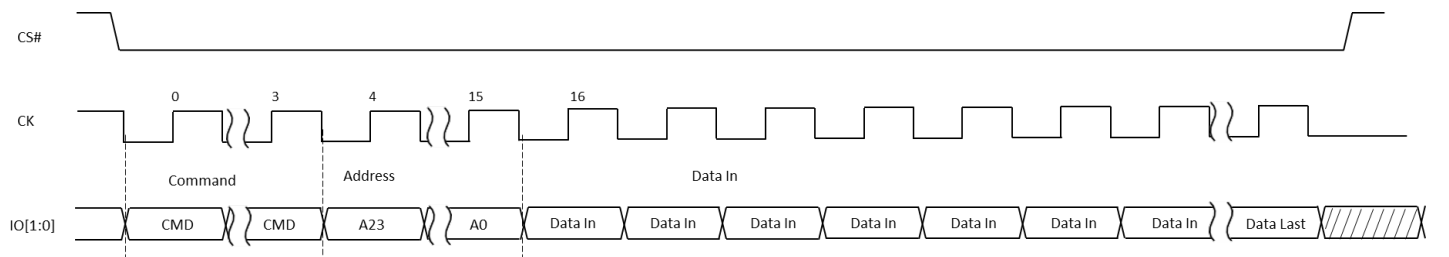 CS#
0 3 4 15 16
CK
Command Address Data In
IO[1:0] CMD CMD A23 A0 Data In Data In Data In Data In Data In Data In Data In Data Last